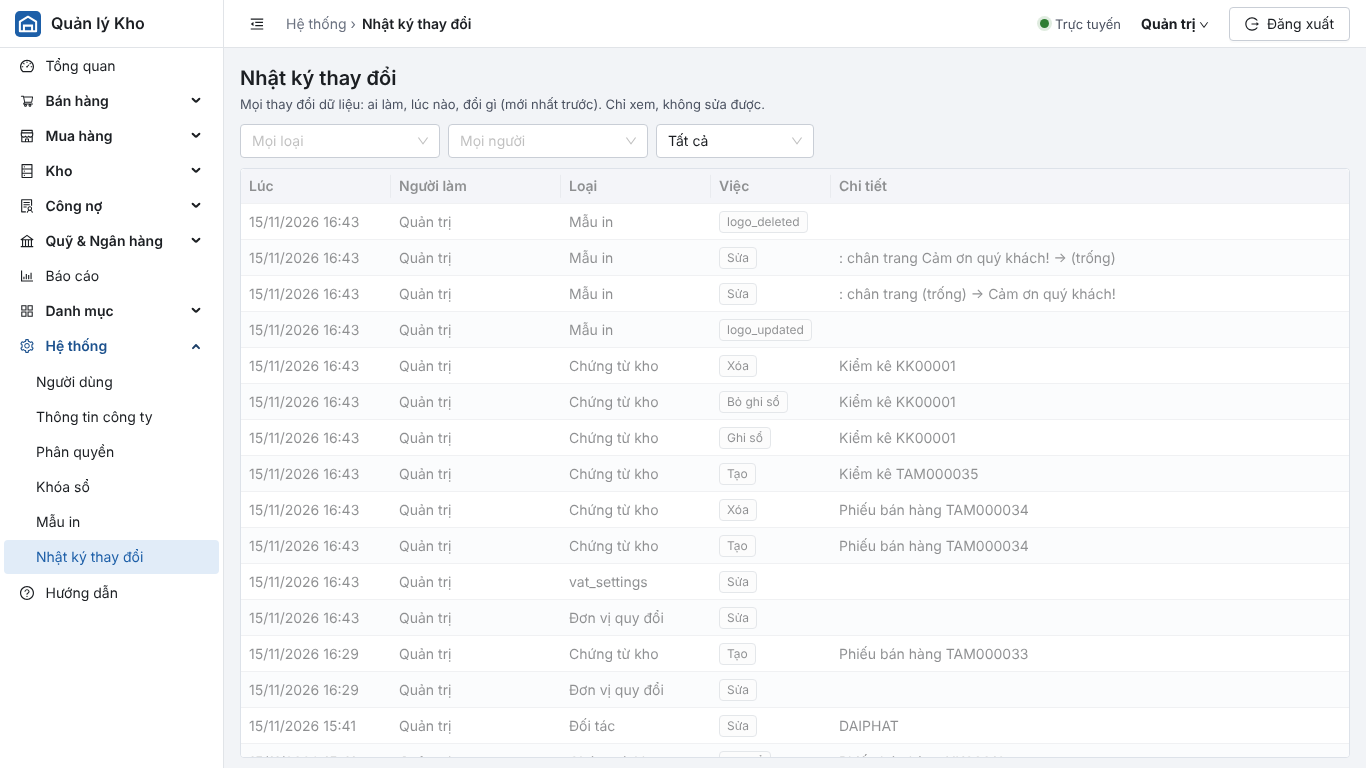 Quản lý Kho
Hệ thống › Nhật ký thay đổi
Trực tuyến
Quản trị
Đăng xuất
Tổng quan
Bán hàng
Mua hàng
Kho
Công nợ
Quỹ & Ngân hàng
Báo cáo
Danh mục
Hệ thống
Người dùng
Thông tin công ty
Phân quyền
Khóa sổ
Mẫu in
Nhật ký thay đổi
Hướng dẫn
Nhật ký thay đổi
Mọi thay đổi dữ liệu: ai làm, lúc nào, đổi gì (mới nhất trước). Chỉ xem, không sửa được.
Mọi loại Mọi người Tất cả
Lúc Người làm Loại Việc Chi tiết
15/11/2026 16:43 Quản trị Mẫu in logo_deleted
15/11/2026 16:43 Quản trị Mẫu in Sửa : chân trang Cảm ơn quý khách! → (trống)
15/11/2026 16:43 Quản trị Mẫu in Sửa : chân trang (trống) → Cảm ơn quý khách!
15/11/2026 16:43 Quản trị Mẫu in logo_updated
15/11/2026 16:43 Quản trị Chứng từ kho Xóa Kiểm kê KK00001
15/11/2026 16:43 Quản trị Chứng từ kho Bỏ ghi sổ Kiểm kê KK00001
15/11/2026 16:43 Quản trị Chứng từ kho Ghi sổ Kiểm kê KK00001
15/11/2026 16:43 Quản trị Chứng từ kho Tạo Kiểm kê TAM000035
15/11/2026 16:43 Quản trị Chứng từ kho Xóa Phiếu bán hàng TAM000034
15/11/2026 16:43 Quản trị Chứng từ kho Tạo Phiếu bán hàng TAM000034
15/11/2026 16:43 Quản trị vat_settings Sửa
15/11/2026 16:43 Quản trị Đơn vị quy đổi Sửa
15/11/2026 16:29 Quản trị Chứng từ kho Tạo Phiếu bán hàng TAM000033
15/11/2026 16:29 Quản trị Đơn vị quy đổi Sửa
15/11/2026 15:41 Quản trị Đối tác Sửa DAIPHAT